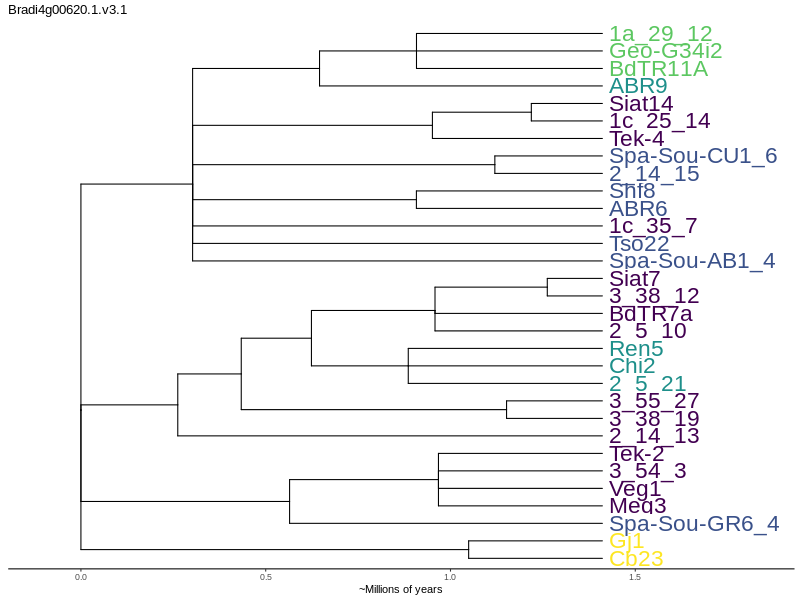 Bradi4g00620.1.v3.1
1a_29_12
Geo-G34i2
BdTR11A
ABR9
Siat14
1c_25_14
Tek-4
Spa-Sou-CU1_6
2_14_15
Shf8
ABR6
1c_35_7
Tso22
Spa-Sou-AB1_4
Siat7
3_38_12
BdTR7a
2_5_10
Ren5
Chi2
2_5_21
3_55_27
3_38_19
2_14_13
Tek-2
3_54_3
Veg1
Meg3
Spa-Sou-GR6_4
Gj1
Cb23
0.0 0.5 1.0 1.5
~Millions of years